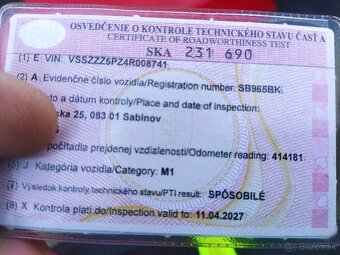 OSVEDČENIE O KONTROLE TECHNICKÉHO STAVU ČASŤ A
CERTIFICATE OF ROADWORTHINESS TEST
SKA 231 690
(1) E VIN: VSSZZZ5PZ4R008741
(2) A Evidenčné číslo vozidla/Registration number: SB965BK
to a dátum kontroly/Place and date of inspection:
ska 25, 083 01 Sabinov
počítadla prejdenej vzdialenosti/Odometer reading: 414181
J Kategória vozidla/Category: M1
(7) Výsledok kontroly technického stavu/PTI result: SPÔSOBILÉ
(8) X Kontrola platí do/Inspection valid to: 11.04.2027